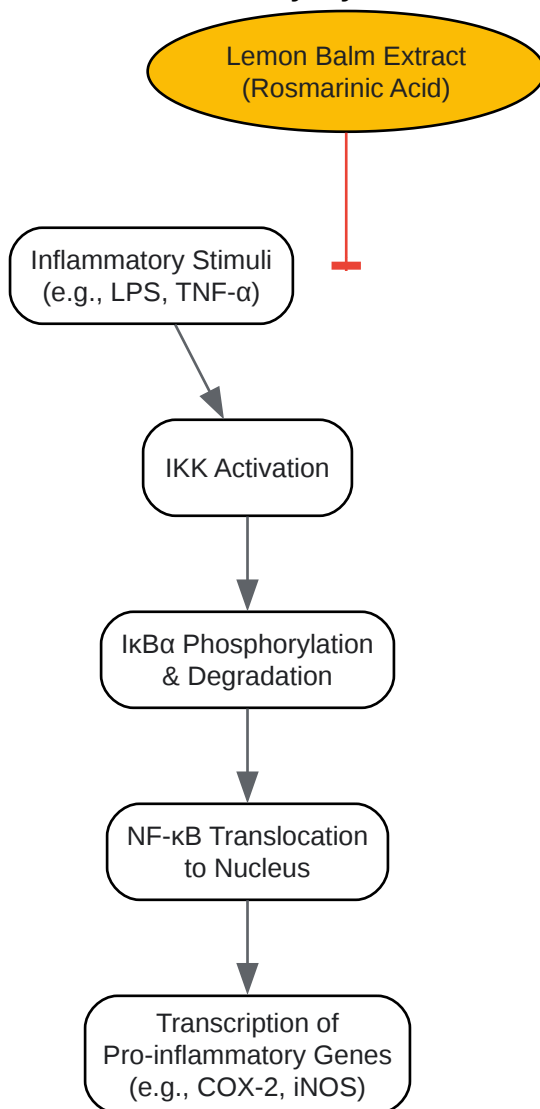 Lemon Balm Extract
(Rosmarinic Acid)
Inflammatory Stimuli
(e.g., LPS, TNF-α)
IKK Activation
IκBα Phosphorylation
& Degradation
NF-κB Translocation
to Nucleus
Transcription of
Pro-inflammatory Genes
(e.g., COX-2, iNOS)